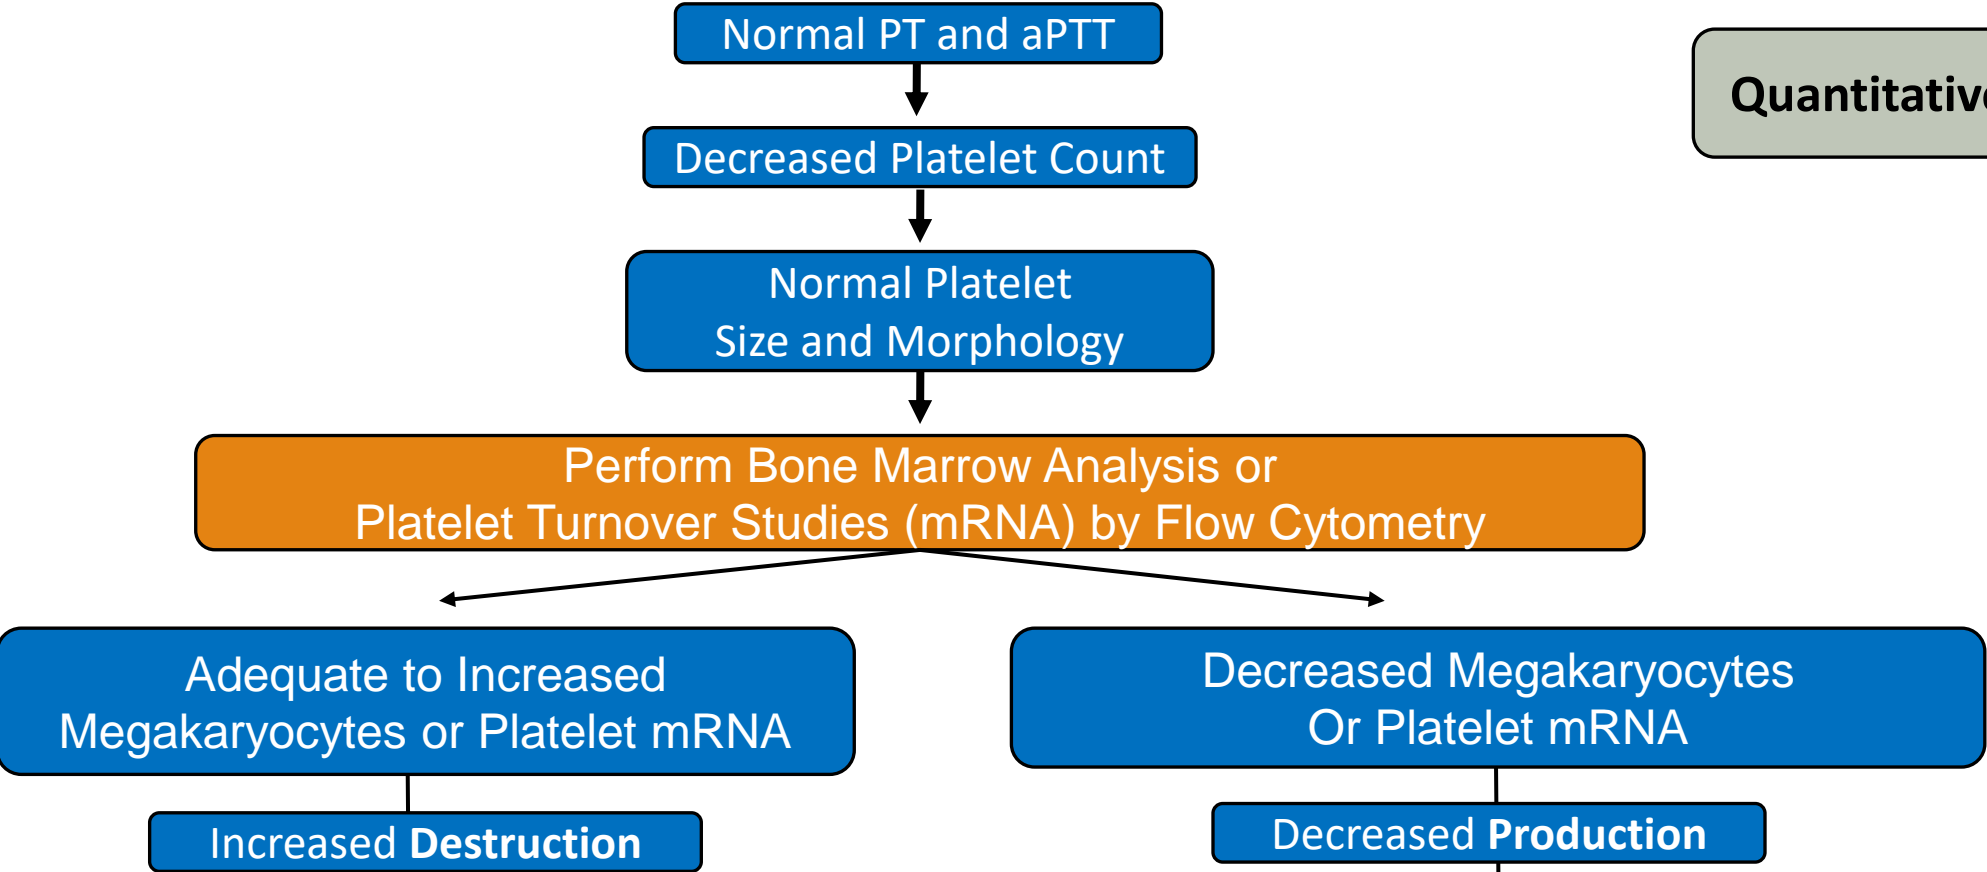 Normal PT and aPTT
Quantitative
Decreased Platelet Count
Normal Platelet
Size and Morphology
Perform Bone Marrow Analysis or
Platelet Turnover Studies (mRNA) by Flow Cytometry
Adequate to Increased
Megakaryocytes or Platelet mRNA
Decreased Megakaryocytes
Or Platelet mRNA
Increased Destruction
Decreased Production